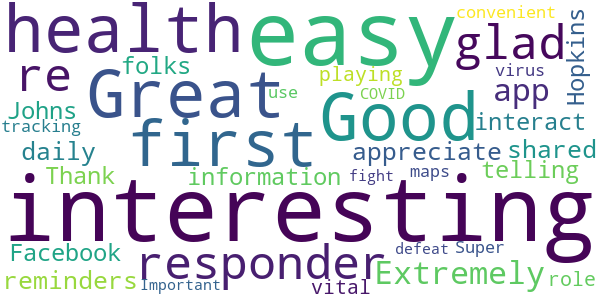 health easy convenient
glad Hopkins
re folks Great playing virus app
use COVID
Johns first Good interact
tracking
daily appreciate shared
Thank information fight maps telling
interesting
Facebook responder defeat Super
reminders Important vital Extremely role